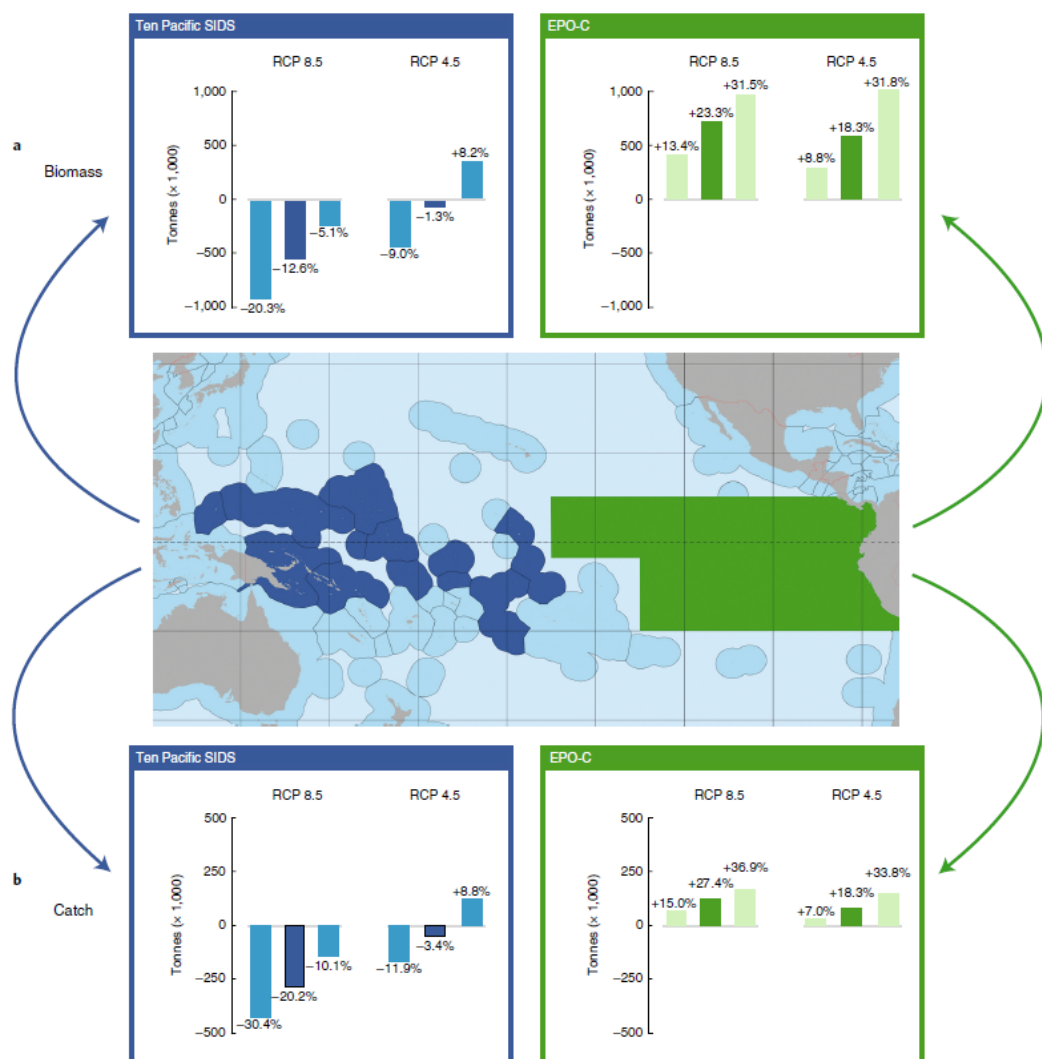 Ten Pacific SIDS
EPO-C
RCP 8.5
RCP 4.5
RCP 8.5
RCP 4.5
a
Biomass
Tonnes (× 1,000)
1,000
500
0
−500
−1,000
−20.3%
−12.6%
−5.1%
−9.0%
−1.3%
+8.2%
Tonnes (× 1,000)
1,000
500
0
−500
−1,000
+13.4%
+23.3%
+31.5%
+8.8%
+18.3%
+31.8%
Ten Pacific SIDS
EPO-C
RCP 8.5
RCP 4.5
RCP 8.5
RCP 4.5
b
Catch
Tonnes (× 1,000)
500
250
0
−250
−500
−30.4%
−20.2%
−10.1%
−11.9%
−3.4%
+8.8%
Tonnes (× 1,000)
500
250
0
−250
−500
+15.0%
+27.4%
+36.9%
+7.0%
+18.3%
+33.8%